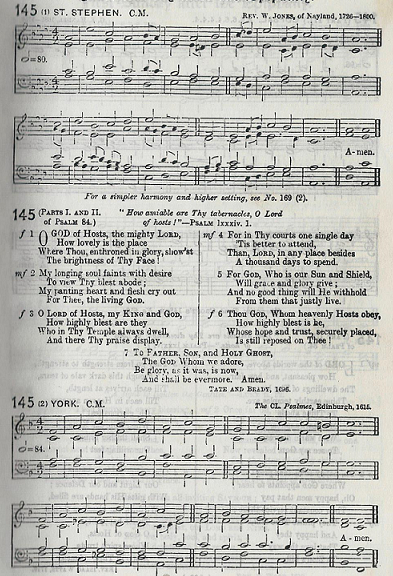 145 (1) ST. STEPHEN. C.M.
REV. W. JONES, of Nayland, 1726–1800.
=80.
A-men.
For a simpler harmony and higher setting, see No. 169 (2).
145 (PARTS I. AND II. of PSALM 84.)
"How amiable are Thy tabernacles, O Lord
of hosts!"—PSALM lxxxiv. 1.
f 1 O GOD of Hosts, the mighty LORD,
How lovely is the place
Where Thou, enthroned in glory, show'st
The brightness of Thy Face!
mf 2 My longing soul faints with desire
To view Thy blest abode;
My panting heart and flesh cry out
For Thee, the living GOD.
f 3 O LORD of Hosts, my KING and GOD,
How highly blest are they
Who in Thy Temple always dwell,
And there Thy praise display.
mf 4 For in Thy courts one single day
'Tis better to attend,
Than, LORD, in any place besides
A thousand days to spend.
5 For GOD, Who is our Sun and Shield,
Will grace and glory give;
And no good thing will He withhold
From them that justly live.
f 6 Thou GOD, Whom heavenly Hosts obey,
How highly blest is he,
Whose hope and trust, securely placed,
Is still reposed on Thee!
7 To FATHER, SON, and HOLY GHOST,
The GOD Whom we adore,
Be glory, as it was, is now,
And shall be evermore. Amen.
TATE AND BRADY, 1696.
145 (2) YORK. C.M.
The CL. Psalmes, Edinburgh, 1615.
=84.
A-men.